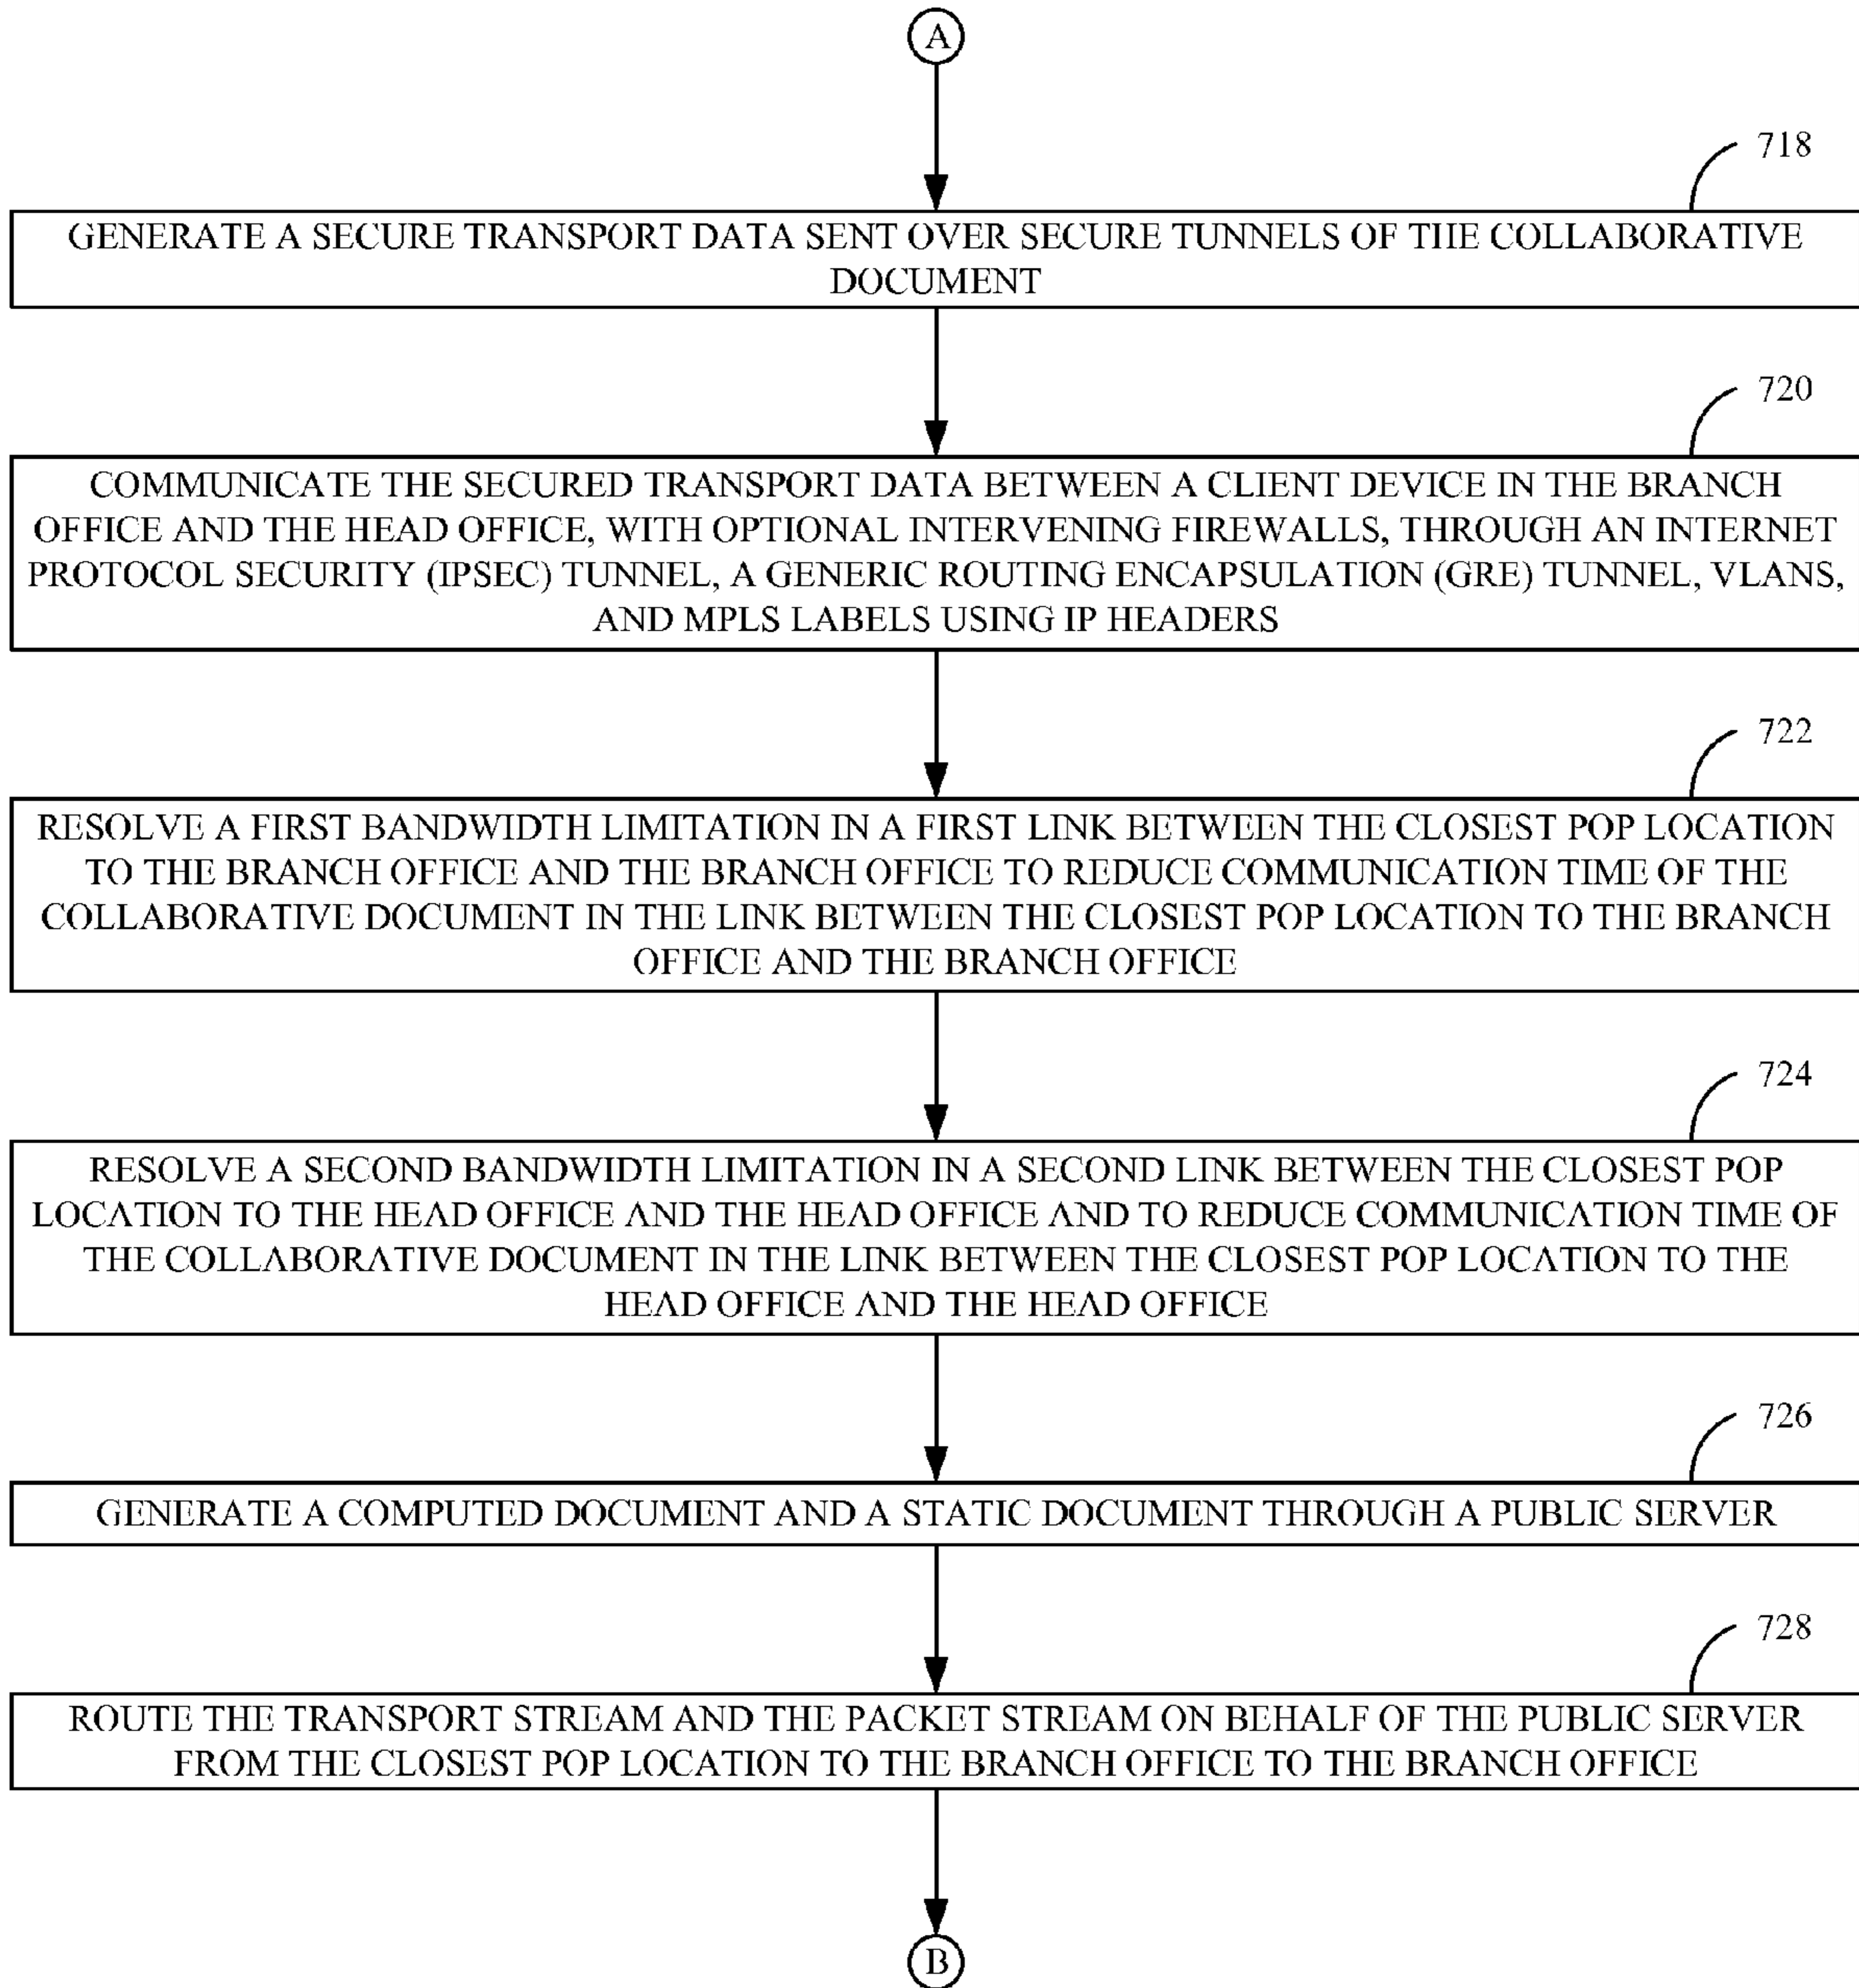 A
718
GENERATE A SECURE TRANSPORT DATA SENT OVER SECURE TUNNELS OF THE COLLABORATIVE
DOCUMENT
720
COMMUNICATE THE SECURED TRANSPORT DATA BETWEEN A CLIENT DEVICE IN THE BRANCH
OFFICE AND THE HEAD OFFICE, WITH OPTIONAL INTERVENING FIREWALLS, THROUGH AN INTERNET
PROTOCOL SECURITY (IPSEC) TUNNEL, A GENERIC ROUTING ENCAPSULATION (GRE) TUNNEL, VLANS,
AND MPLS LABELS USING IP HEADERS
722
RESOLVE A FIRST BANDWIDTH LIMITATION IN A FIRST LINK BETWEEN THE CLOSEST POP LOCATION
TO THE BRANCH OFFICE AND THE BRANCH OFFICE TO REDUCE COMMUNICATION TIME OF THE
COLLABORATIVE DOCUMENT IN THE LINK BETWEEN THE CLOSEST POP LOCATION TO THE BRANCH
OFFICE AND THE BRANCH OFFICE
724
RESOLVE A SECOND BANDWIDTH LIMITATION IN A SECOND LINK BETWEEN THE CLOSEST POP
LOCATION TO THE HEAD OFFICE AND THE HEAD OFFICE AND TO REDUCE COMMUNICATION TIME OF
THE COLLABORATIVE DOCUMENT IN THE LINK BETWEEN THE CLOSEST POP LOCATION TO THE
HEAD OFFICE AND THE HEAD OFFICE
726
GENERATE A COMPUTED DOCUMENT AND A STATIC DOCUMENT THROUGH A PUBLIC SERVER
728
ROUTE THE TRANSPORT STREAM AND THE PACKET STREAM ON BEHALF OF THE PUBLIC SERVER
FROM THE CLOSEST POP LOCATION TO THE BRANCH OFFICE TO THE BRANCH OFFICE
B